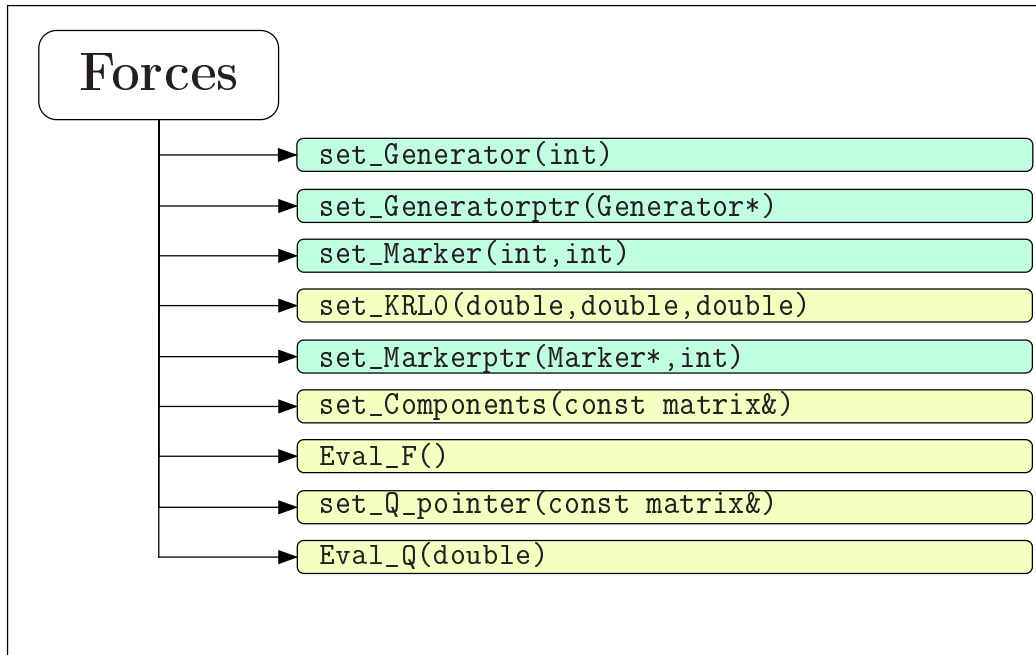 Forces
set_Generator(int)
set_Generatorptr(Generator*)
set_Marker(int,int)
set_KRL0(double,double,double)
set_Markerptr(Marker*,int)
set_Components(const matrix&)
Eval_F()
set_Q_pointer(const matrix&)
Eval_Q(double)